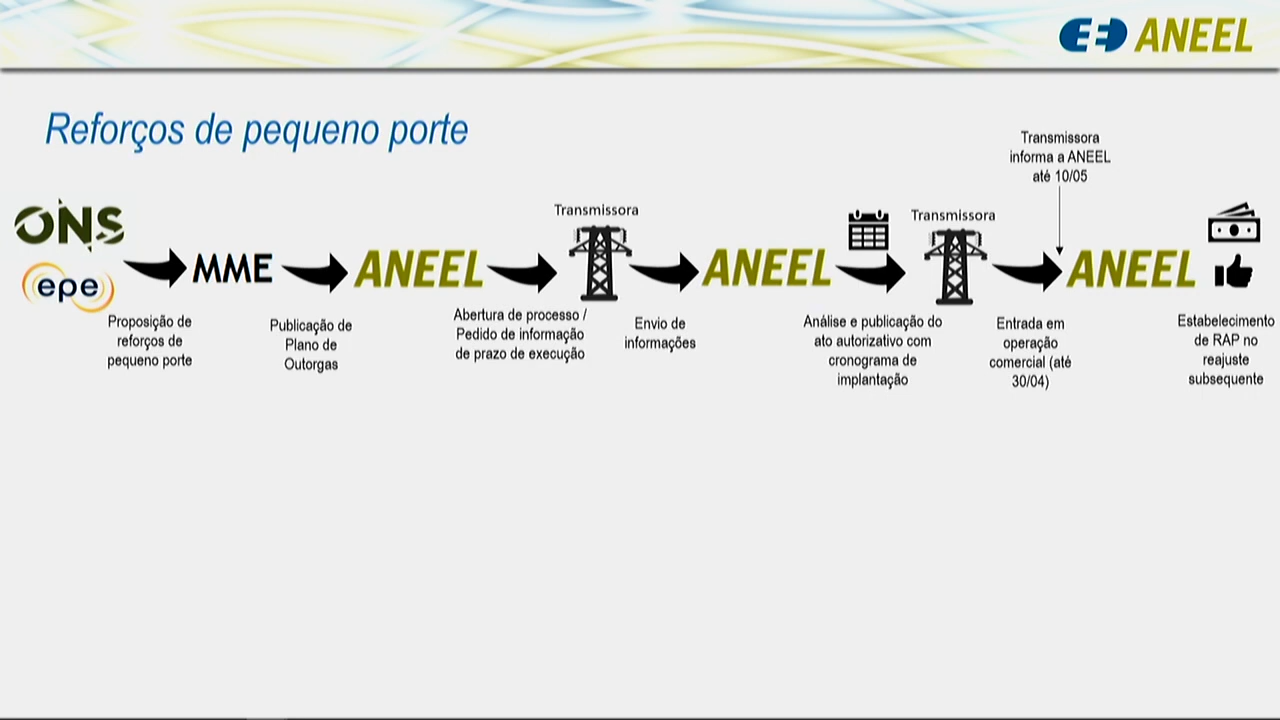 ANEEL
Reforços de pequeno porte
Transmissora
informa a ANEEL
até 10/05
ONS
epe
MME
ANEEL
Transmissora
ANEEL
Transmissora
ANEEL
Proposição de
reforços de
pequeno porte
Publicação de
Plano de
Outorgas
Abertura de processo /
Pedido de informação
de prazo de execução
Envio de
informações
Análise e publicação do
ato autorizativo com
cronograma de
implantação
Entrada em
operação
comercial (até
30/04)
Estabelecimento
de RAP no
reajuste
subsequente